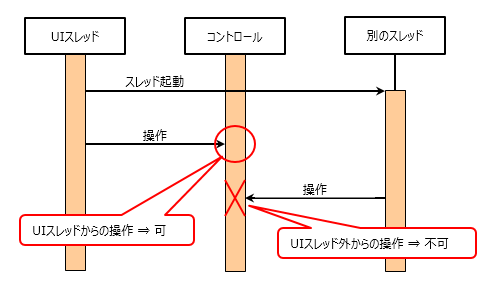 UIスレッド
コントロール
別のスレッド
スレッド起動
操作
操作
UIスレッドからの操作 ⇒ 可
UIスレッド外からの操作 ⇒ 不可